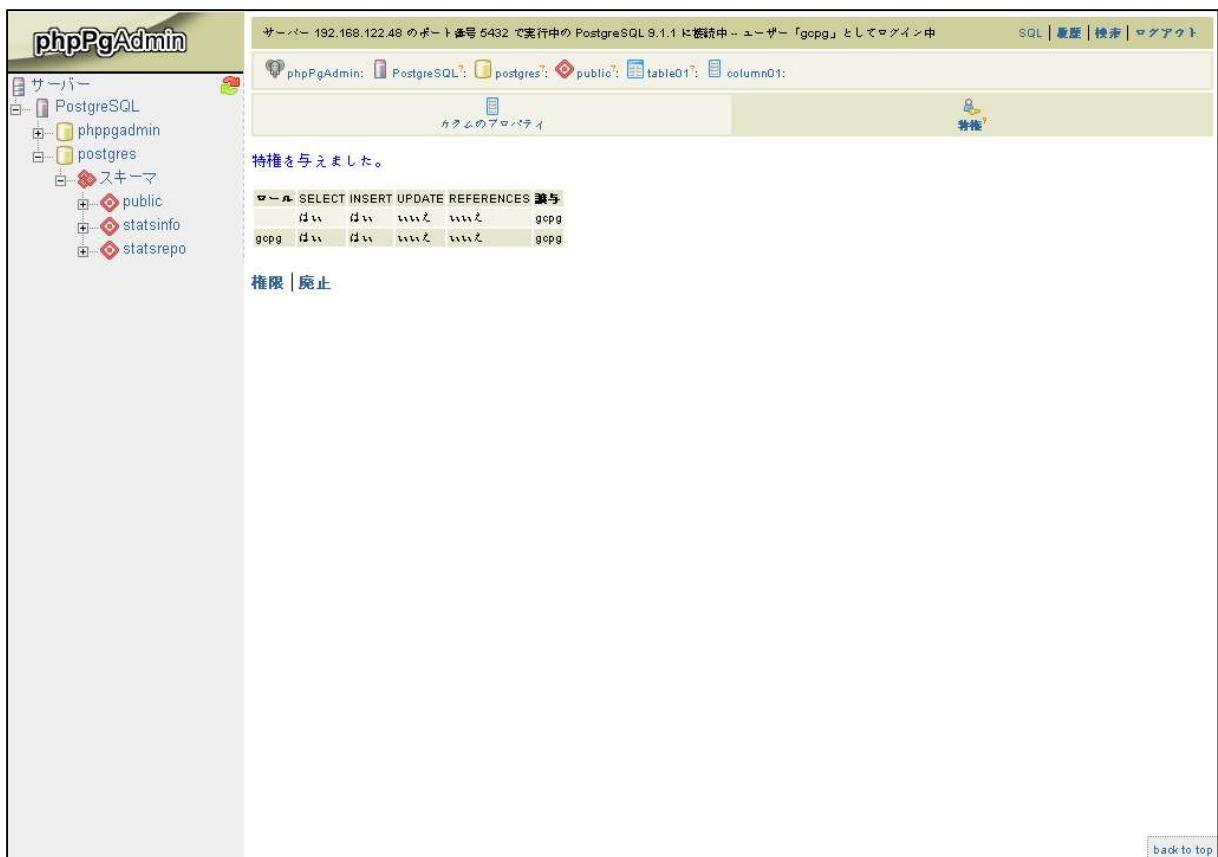 phpPgAdmin
サーバー
PostgreSQL
phppgadmin
postgres
スキーマ
public
statsinfo
statsrepo
サーバー 192.168.122.48 のポート番号 5432 で実行中の PostgreSQL 9.1.1 に接続中 -- ユーザー「gcpg」としてログイン中
SQL | 履歴 | 検索 | ログアウト
phpPgAdmin: PostgreSQL?: postgres?: public?: table01?: column01:
カラムのプロパティ
特権?
特権を与えました。
ロール SELECT INSERT UPDATE REFERENCES 譲与
はい はい いいえ いいえ gcpg
gcpg はい はい いいえ いいえ gcpg
権限 | 廃止
back to top